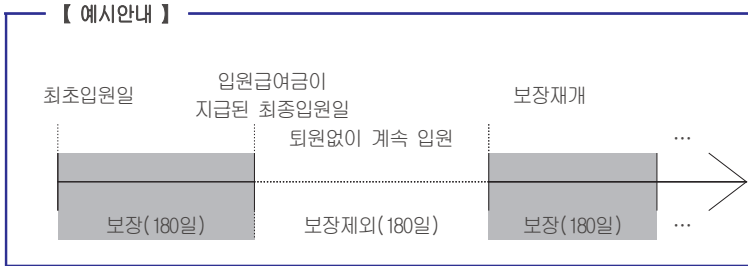 【 예시안내 】
입원급여금이
최초입원일
지급된 최종입원일
보장재개
퇴원없이 계속 입원
…
보장(180일)
보장제외(180일)
보장(180일)
…